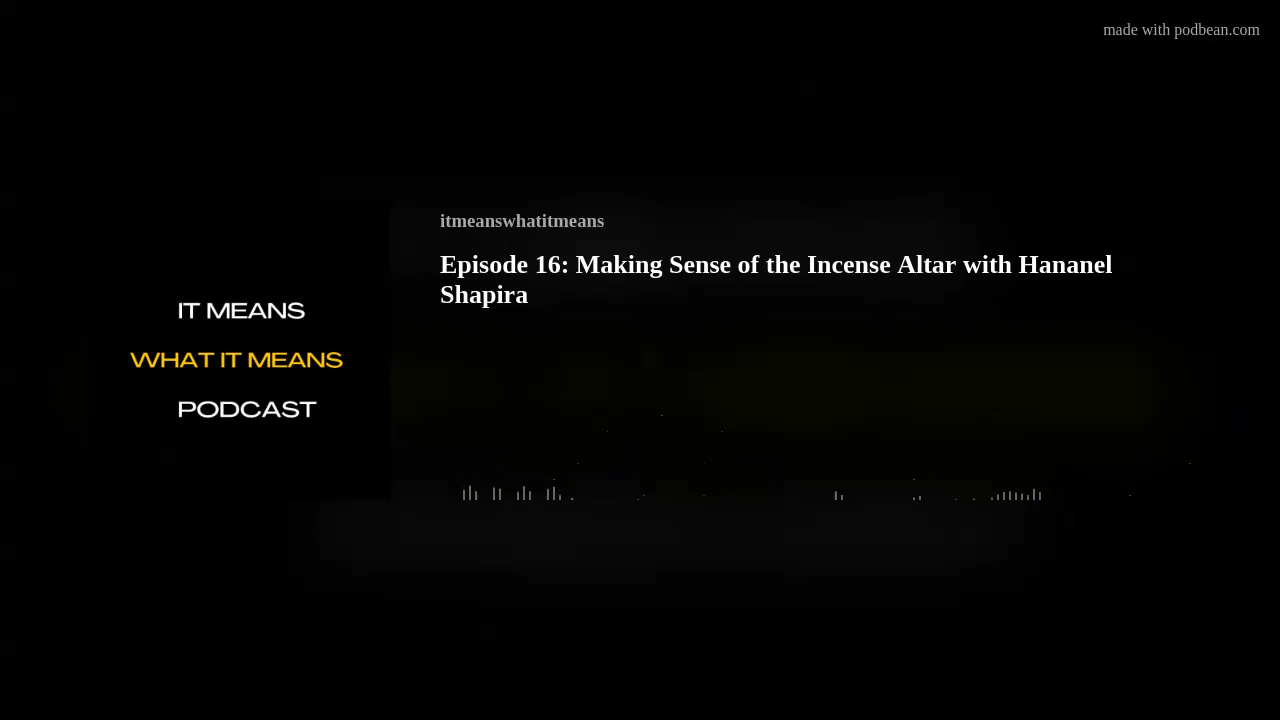 made with podbean.com
itmeanswhatitmeans
Episode 16: Making Sense of the Incense Altar with Hananel
Shapira
IT MEANS
WHAT IT MEANS
PODCAST